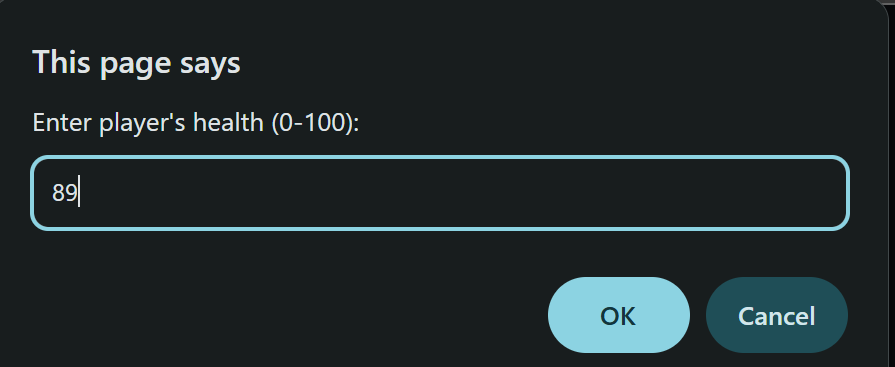 This page says
Enter player's health (0-100):
89
OK
Cancel